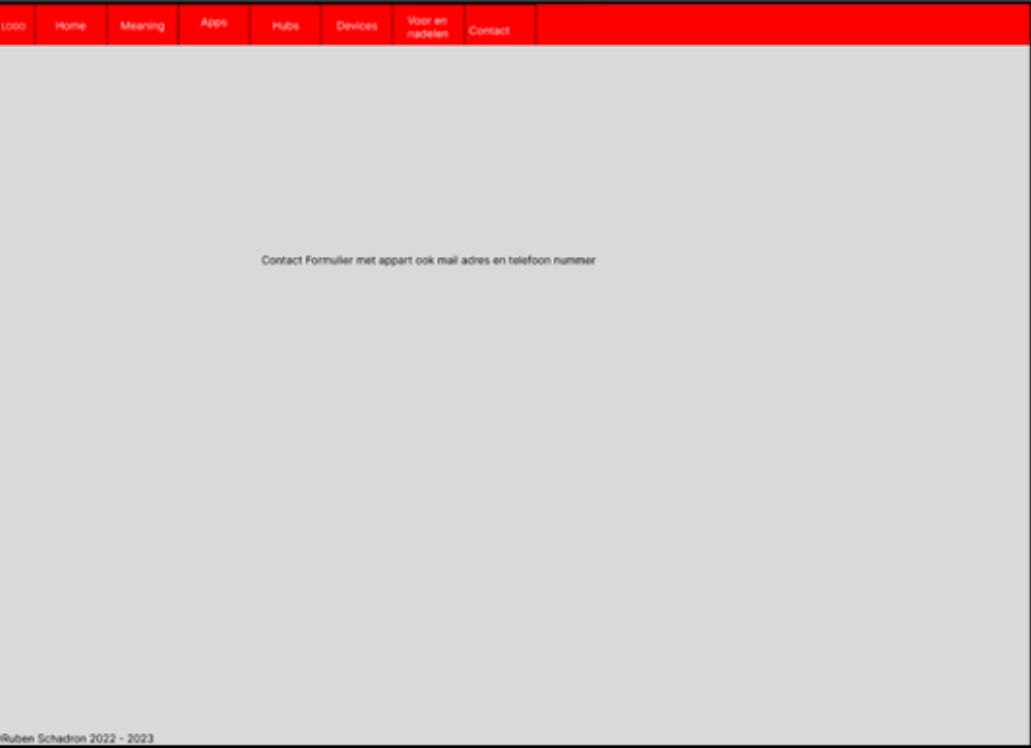 LOGO
Home
Meaning
Apps
Hubs
Devices
Voor en
nadelen
Contact
Contact Formulier met appart ook mail adres en telefoon nummer
©Ruben Schadron 2022 - 2023